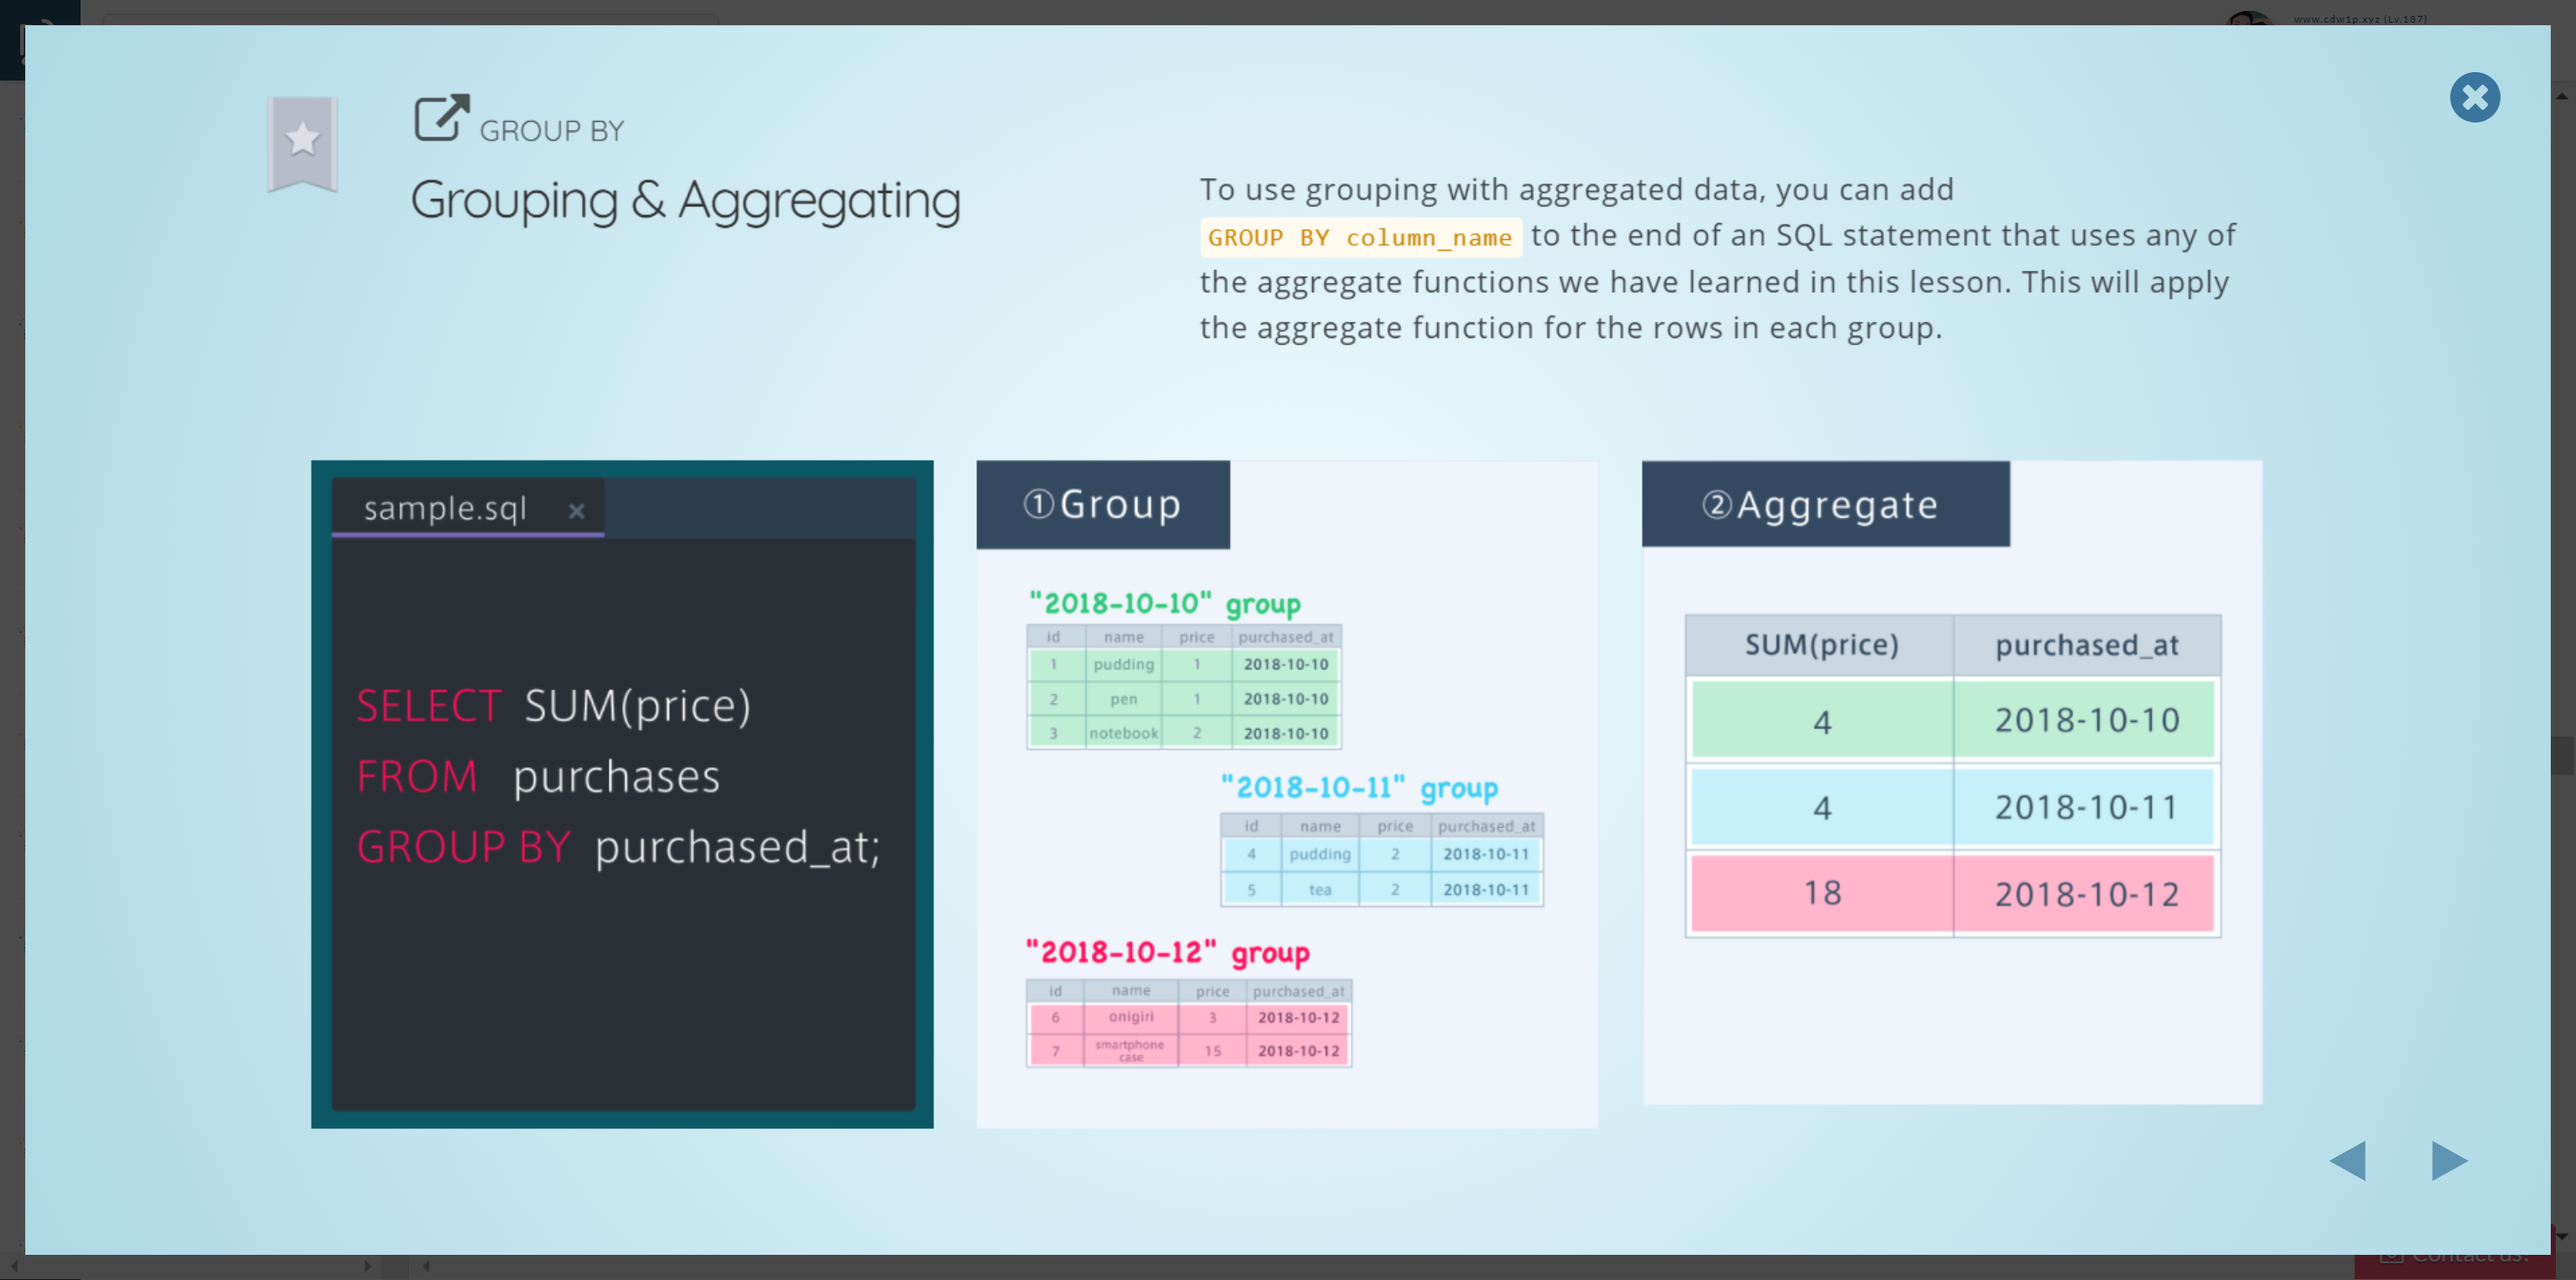 www.cdw1p.xyz (Lv.187)
GROUP BY
Grouping & Aggregating
To use grouping with aggregated data, you can add
GROUP BY column_name to the end of an SQL statement that uses any of
the aggregate functions we have learned in this lesson. This will apply
the aggregate function for the rows in each group.
sample.sql ×
SELECT SUM(price)
FROM purchases
GROUP BY purchased_at;
①Group
"2018-10-10" group
id name price purchased_at
1 pudding 1 2018-10-10
2 pen 1 2018-10-10
3 notebook 2 2018-10-10
"2018-10-11" group
id name price purchased_at
4 pudding 2 2018-10-11
5 tea 2 2018-10-11
"2018-10-12" group
id name price purchased_at
6 onigiri 3 2018-10-12
7 smartphone case 15 2018-10-12
②Aggregate
SUM(price) purchased_at
4 2018-10-10
4 2018-10-11
18 2018-10-12
Contact us!